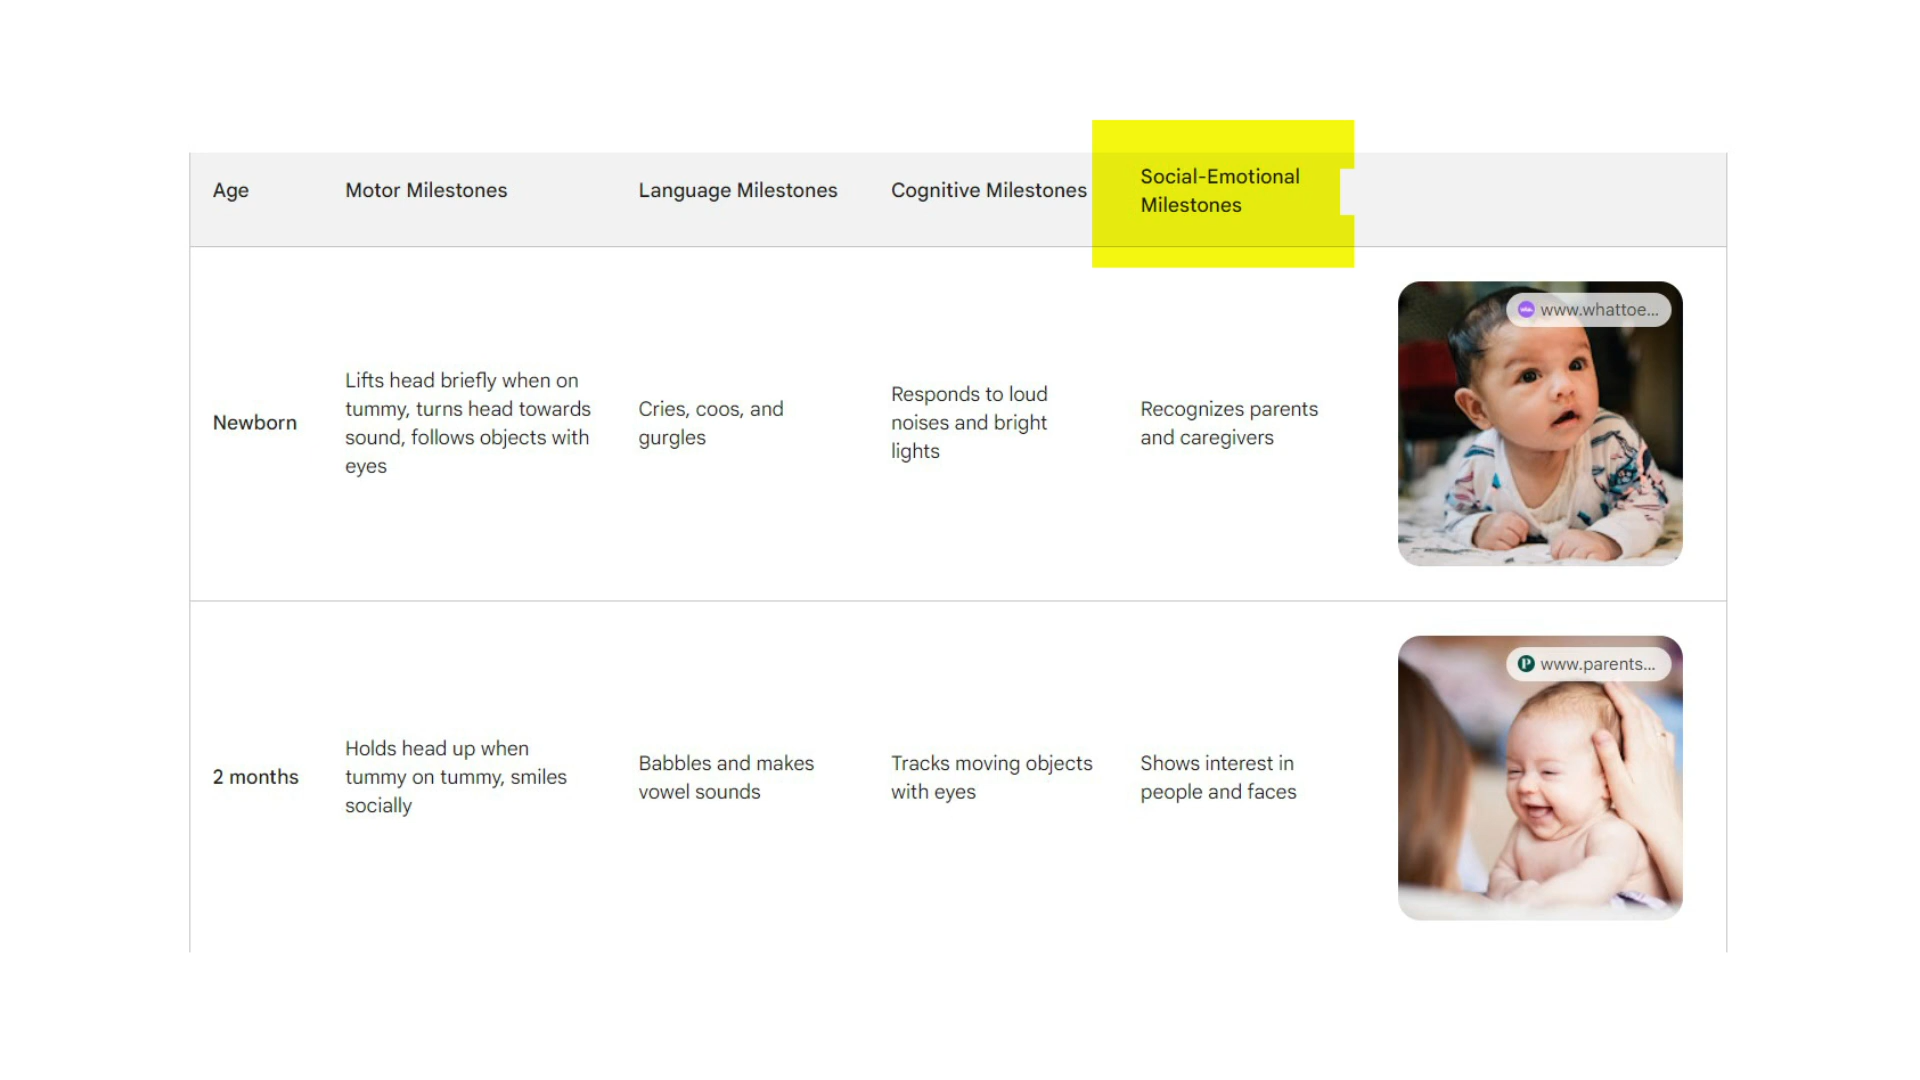 Age
Motor Milestones
Language Milestones
Cognitive Milestones
Social-Emotional
Milestones
Newborn
Lifts head briefly when on
tummy, turns head towards
sound, follows objects with
eyes
Cries, coos, and
gurgles
Responds to loud
noises and bright
lights
Recognizes parents
and caregivers
www.whattoe...
2 months
Holds head up when
tummy on tummy, smiles
socially
Babbles and makes
vowel sounds
Tracks moving objects
with eyes
Shows interest in
people and faces
P www.parents...